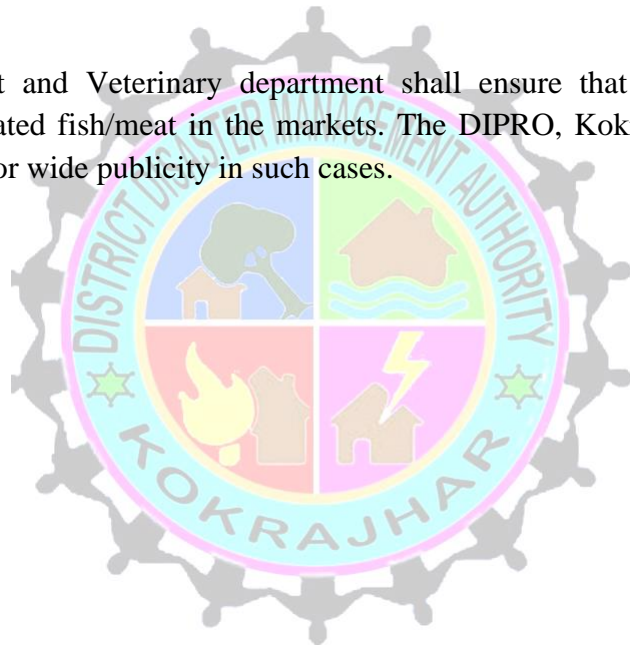 t and Veterinary department shall ensure that
ated fish/meat in the markets. The DIPRO, Kok
or wide publicity in such cases.
DISTRICT DISASTER MANAGEMENT AUTHORITY
KOKRAJHAR